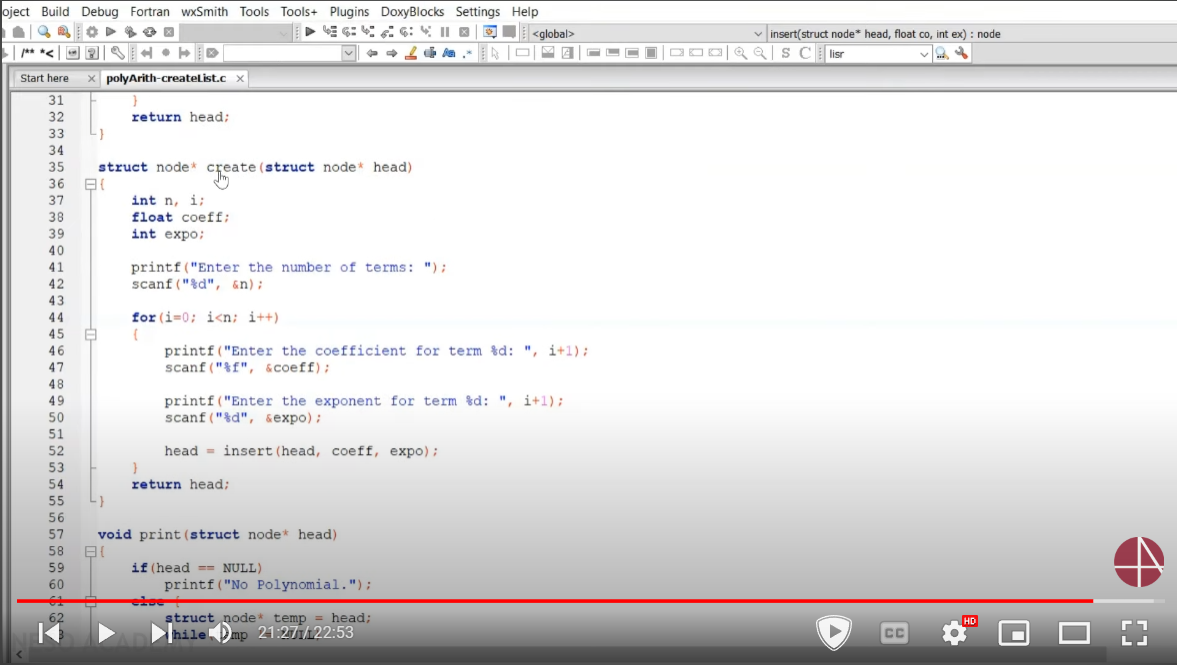 oject Build Debug Fortran wxSmith Tools Tools+ Plugins DoxyBlocks Settings Help
<global> insert(struct node* head, float co, int ex) : node
/** *< Aa .* S C lisr
Start here × polyArith-createList.c ×
31 }
32 return head;
33 }
34
35 struct node* create(struct node* head)
36 {
37 int n, i;
38 float coeff;
39 int expo;
40
41 printf("Enter the number of terms: ");
42 scanf("%d", &n);
43
44 for(i=0; i<n; i++)
45 {
46 printf("Enter the coefficient for term %d: ", i+1);
47 scanf("%f", &coeff);
48
49 printf("Enter the exponent for term %d: ", i+1);
50 scanf("%d", &expo);
51
52 head = insert(head, coeff, expo);
53 }
54 return head;
55 }
56
57 void print(struct node* head)
58 {
59 if(head == NULL)
60 printf("No Polynomial.");
61 else {
62 struct node* temp = head;
21:27 / 22:53
CC
HD